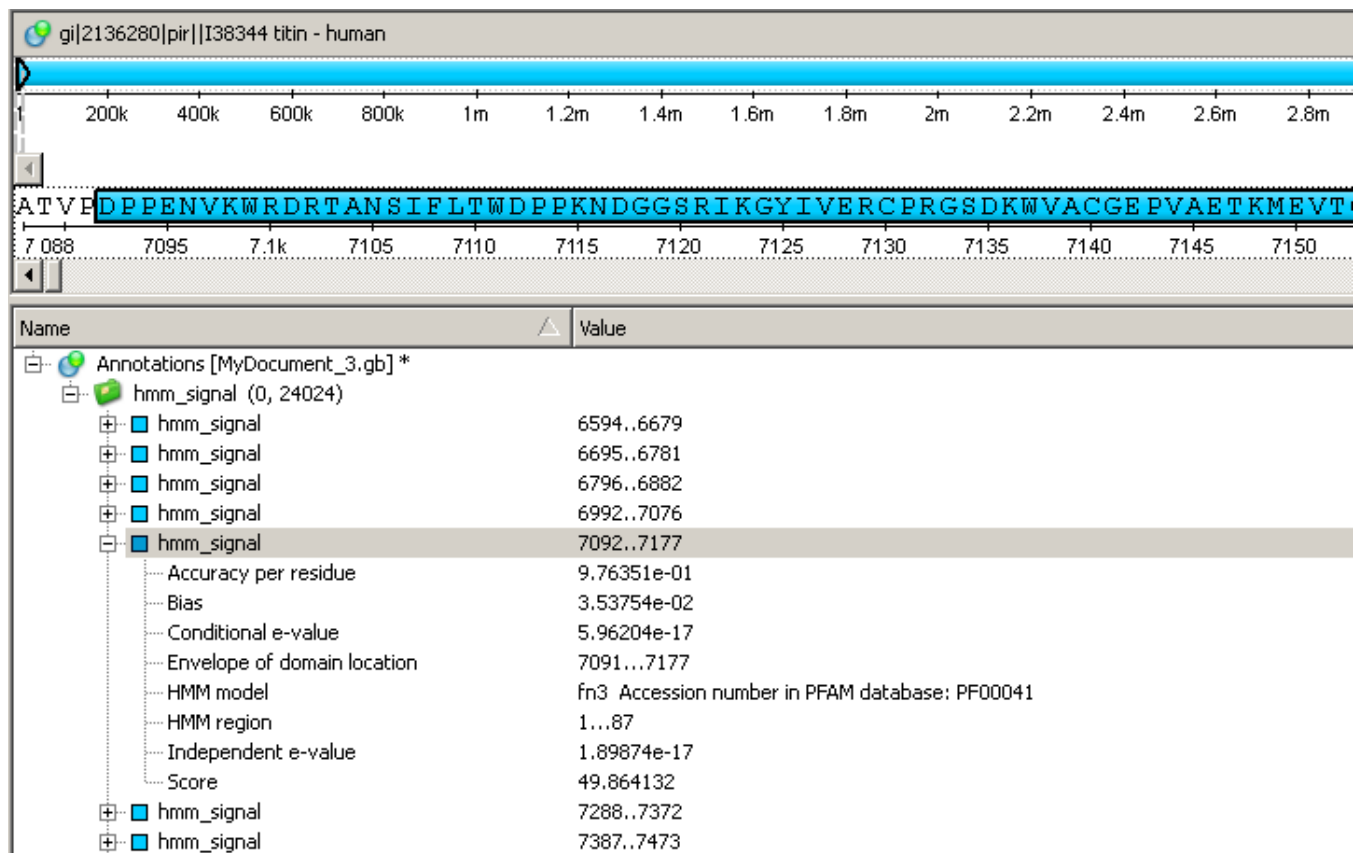 gi|2136280|pir||I38344 titin - human
1 200k 400k 600k 800k 1m 1.2m 1.4m 1.6m 1.8m 2m 2.2m 2.4m 2.6m 2.8m
ATVPDPPENVKWRDRTANSIFLTWDPPKNDGGSRIKGYIVERCPRGSDKWVACGEPVAETKMEVT
7 088 7095 7.1k 7105 7110 7115 7120 7125 7130 7135 7140 7145 7150
Name Value
Annotations [MyDocument_3.gb] *
hmm_signal (0, 24024)
hmm_signal 6594..6679
hmm_signal 6695..6781
hmm_signal 6796..6882
hmm_signal 6992..7076
hmm_signal 7092..7177
Accuracy per residue 9.76351e-01
Bias 3.53754e-02
Conditional e-value 5.96204e-17
Envelope of domain location 7091...7177
HMM model fn3 Accession number in PFAM database: PF00041
HMM region 1...87
Independent e-value 1.89874e-17
Score 49.864132
hmm_signal 7288..7372
hmm_signal 7387..7473